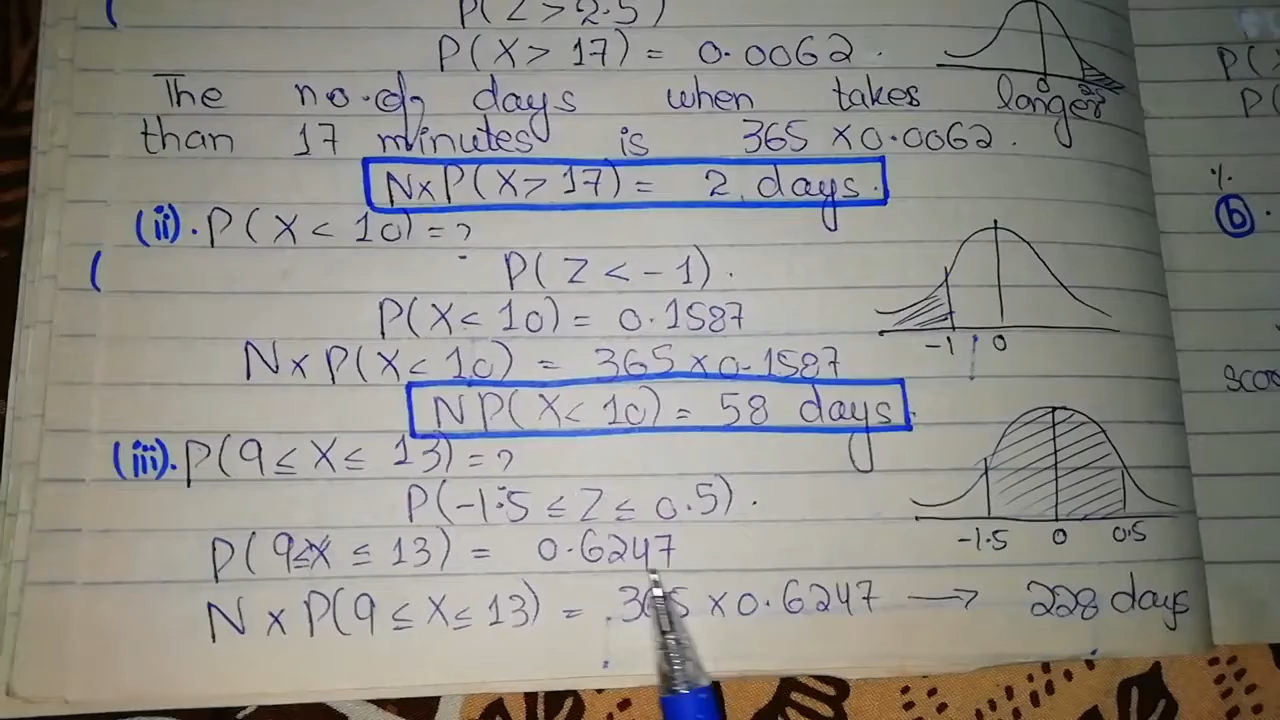 P(Z > 2.5)
P(X > 17) = 0.0062.
0
The no. of days when takes longer
than 17 minutes is 365 × 0.0062.
N×P(X > 17) = 2 days.
(ii). P(X < 10) = ?
P(Z < -1).
P(X < 10) = 0.1587
-1 0
N × P(X < 10) = 365 × 0.1587
NP(X < 10) = 58 days
(iii). P(9 ≤ X ≤ 13) = ?
P(-1.5 ≤ Z ≤ 0.5).
-1.5 0 0.5
P(9 ≤ X ≤ 13) = 0.6247
N × P(9 ≤ X ≤ 13) = 365 × 0.6247 → 228 days
P(
P(
%
(b).